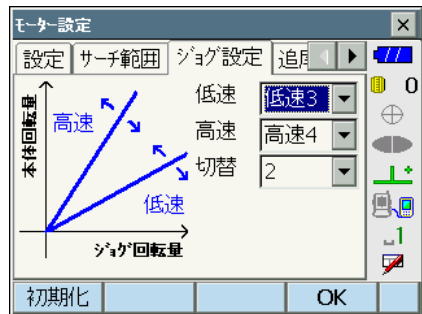 ﾓｰﾀｰ設定
設定
サーチ範囲
ｼﾞｮｸﾞ設定
低速
低速3
0
高速
高速4
切替
2
本体回転量
高速
低速
ｼﾞｮｸﾞ回転量
1
初期化
OK